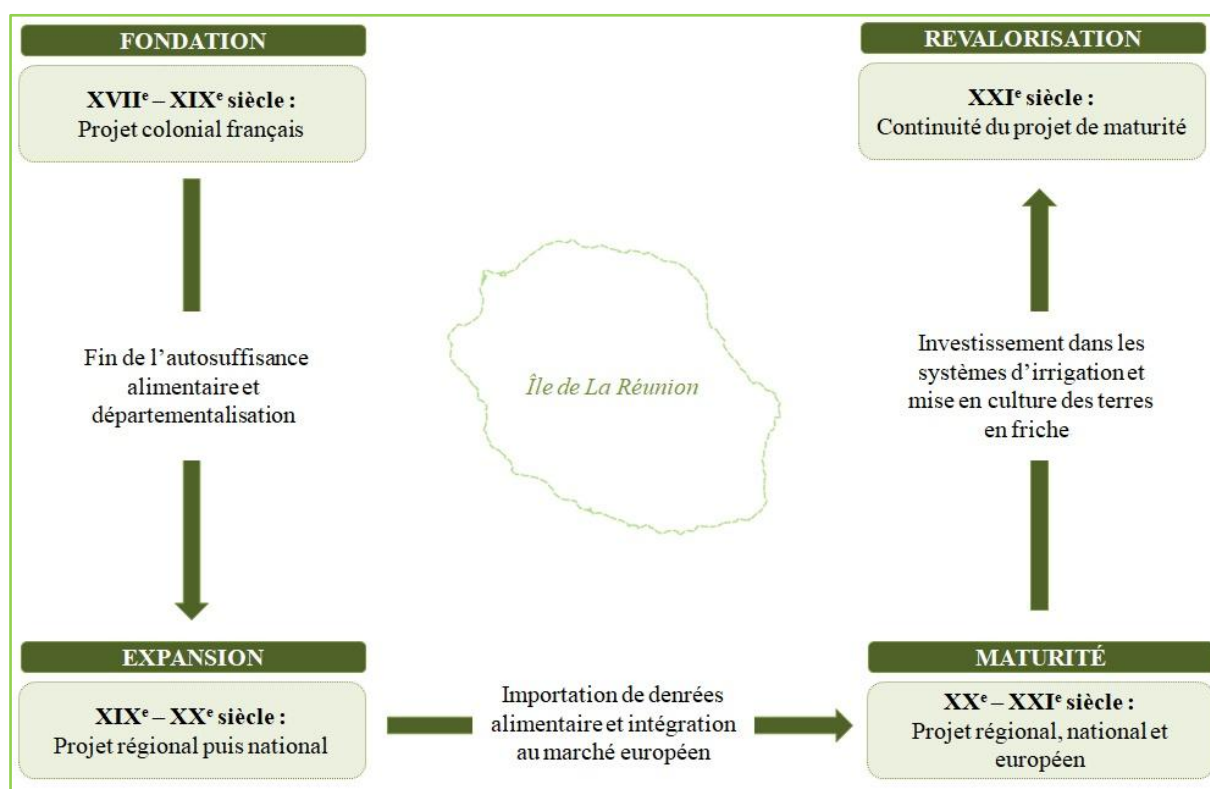 FONDATION
XVIIᵉ – XIXᵉ siècle :
Projet colonial français
REVALORISATION
XXIᵉ siècle :
Continuité du projet de maturité
Fin de l’autosuffisance
alimentaire et
départementalisation
Île de La Réunion
Investissement dans les
systèmes d’irrigation et
mise en culture des terres
en friche
EXPANSION
XIXᵉ – XXᵉ siècle :
Projet régional puis national
Importation de denrées
alimentaire et intégration
au marché européen
MATURITÉ
XXᵉ – XXIᵉ siècle :
Projet régional, national et
européen